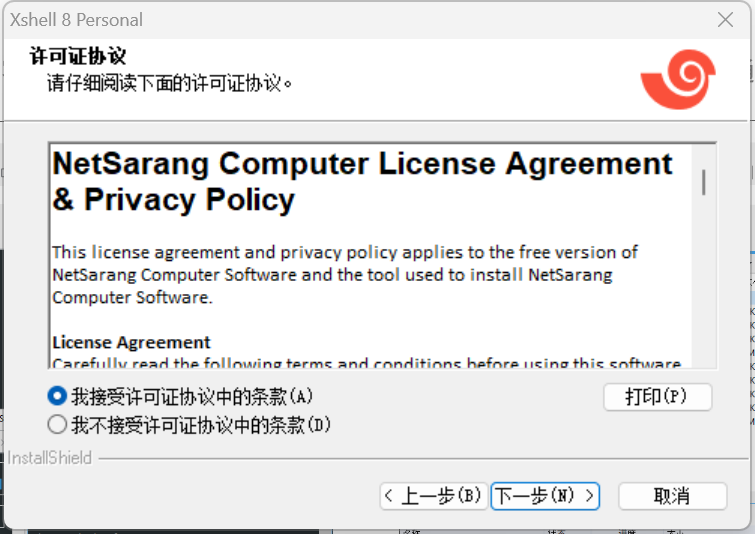 Xshell 8 Personal
许可证协议
请仔细阅读下面的许可证协议。
NetSarang Computer License Agreement
& Privacy Policy
This license agreement and privacy policy applies to the free version of
NetSarang Computer Software and the tool used to install NetSarang
Computer Software.
License Agreement
Carefully read the following terms and conditions before using this software
我接受许可证协议中的条款(A)
打印(P)
我不接受许可证协议中的条款(D)
InstallShield
< 上一步(B) 下一步(N) > 取消